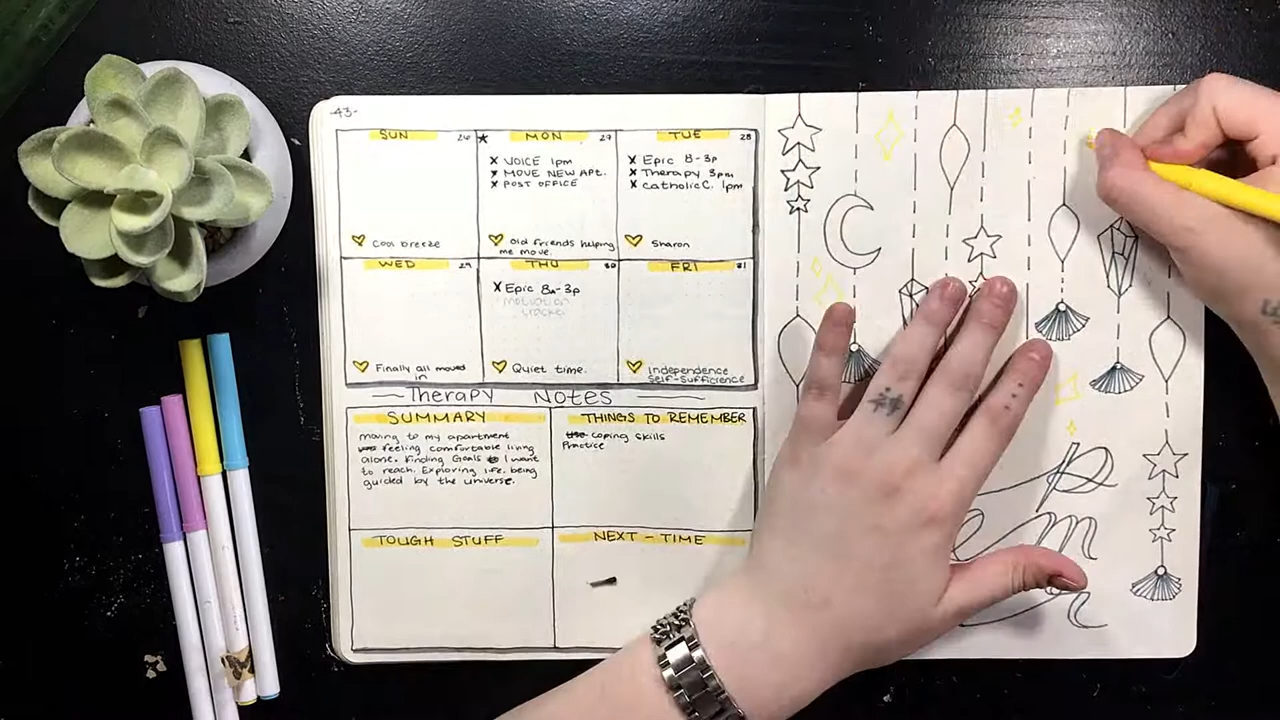 -43-
SUN 26
★ MON 27
TUE 28
X VOICE 1pm
X MOVE NEW APT.
X POST OFFICE
X Epic 8-3p
X Therapy 3pm
X catholic C. 1pm
Cool breeze
Old friends helping
me move.
Sharon
WED 29
THU 30
FRI 31
X Epic 8a-3p
Motivation
tracker
Finally all moved
in
Quiet time.
Independence
Self-Sufficience
Therapy Notes
SUMMARY
THINGS TO REMEMBER
moving to my apartment
feeling comfortable living
alone. Finding Goals I want
to reach. Exploring life. being
guided by the universe.
use coping skills
Practice
TOUGH STUFF
NEXT-TIME